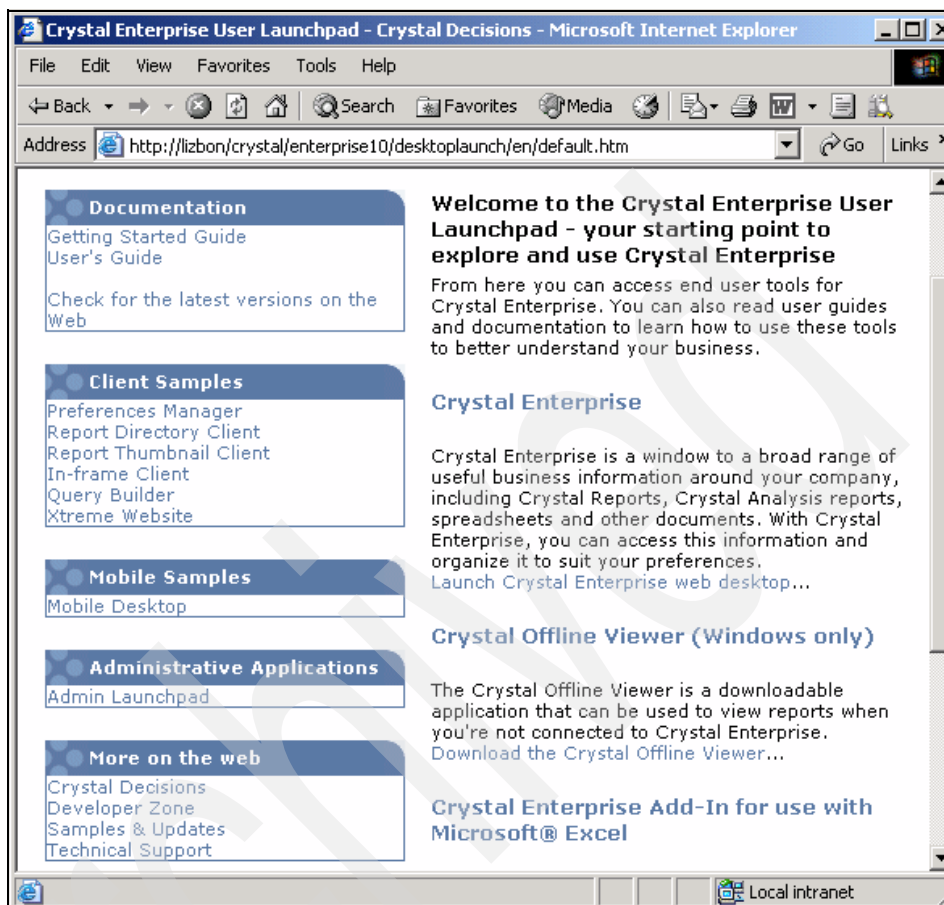 Crystal Enterprise User Launchpad - Crystal Decisions - Microsoft Internet Explorer
File Edit View Favorites Tools Help
Back Search Favorites Media
Address http://lizbon/crystal/enterprise10/desktoplaunch/en/default.htm Go Links
Documentation
Getting Started Guide
User's Guide
Check for the latest versions on the
Web
Client Samples
Preferences Manager
Report Directory Client
Report Thumbnail Client
In-frame Client
Query Builder
Xtreme Website
Mobile Samples
Mobile Desktop
Administrative Applications
Admin Launchpad
More on the web
Crystal Decisions
Developer Zone
Samples & Updates
Technical Support
Welcome to the Crystal Enterprise User
Launchpad - your starting point to
explore and use Crystal Enterprise
From here you can access end user tools for
Crystal Enterprise. You can also read user guides
and documentation to learn how to use these tools
to better understand your business.
Crystal Enterprise
Crystal Enterprise is a window to a broad range of
useful business information around your company,
including Crystal Reports, Crystal Analysis reports,
spreadsheets and other documents. With Crystal
Enterprise, you can access this information and
organize it to suit your preferences.
Launch Crystal Enterprise web desktop...
Crystal Offline Viewer (Windows only)
The Crystal Offline Viewer is a downloadable
application that can be used to view reports when
you're not connected to Crystal Enterprise.
Download the Crystal Offline Viewer...
Crystal Enterprise Add-In for use with
Microsoft® Excel
Local intranet